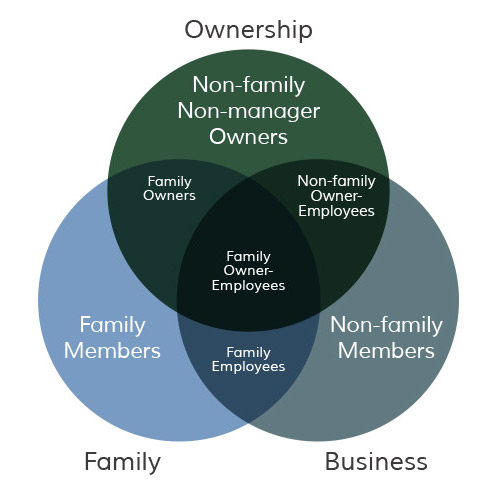 Ownership
Non-family
Non-manager
Owners
Family
Owners
Non-family
Owner-
Employees
Family
Owner-
Employees
Family
Members
Family
Employees
Non-family
Members
Family
Business